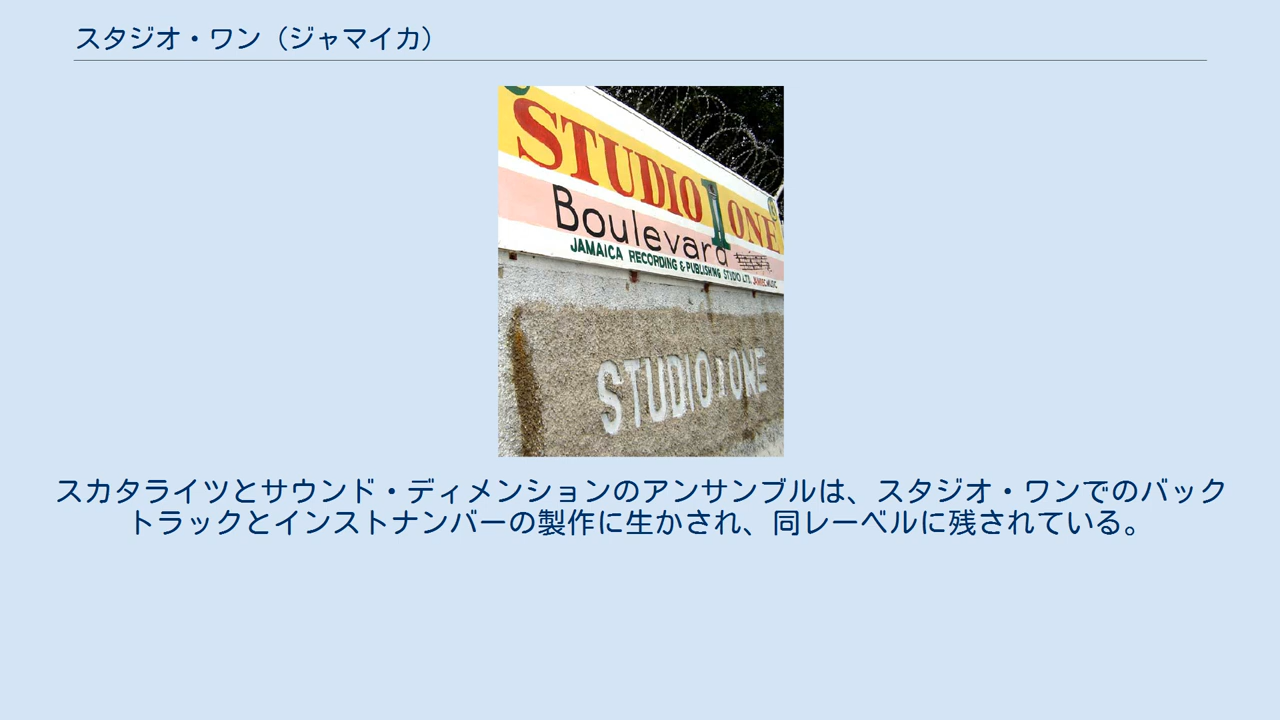 スタジオ・ワン（ジャマイカ）
STUDIO 1 ONE
Boulevard
JAMAICA RECORDING & PUBLISHING STUDIO LTD. JAMREC MUSIC
STUDIO 1 ONE
スカタライツとサウンド・ディメンションのアンサンブルは、スタジオ・ワンでのバック
トラックとインストナンバーの製作に生かされ、同レーベルに残されている。